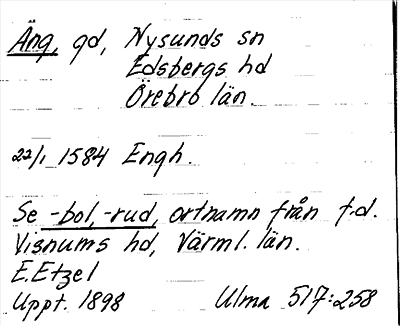 Äng, gd, Nysunds sn
Edsbergs hd
Örebro län.
22/1 1584 Engh.
Se -bol, -rud, ortnamn från f.d.
Visnums hd, Värml. län.
E.Etzel
Uppt. 1898 Ulma 517:258